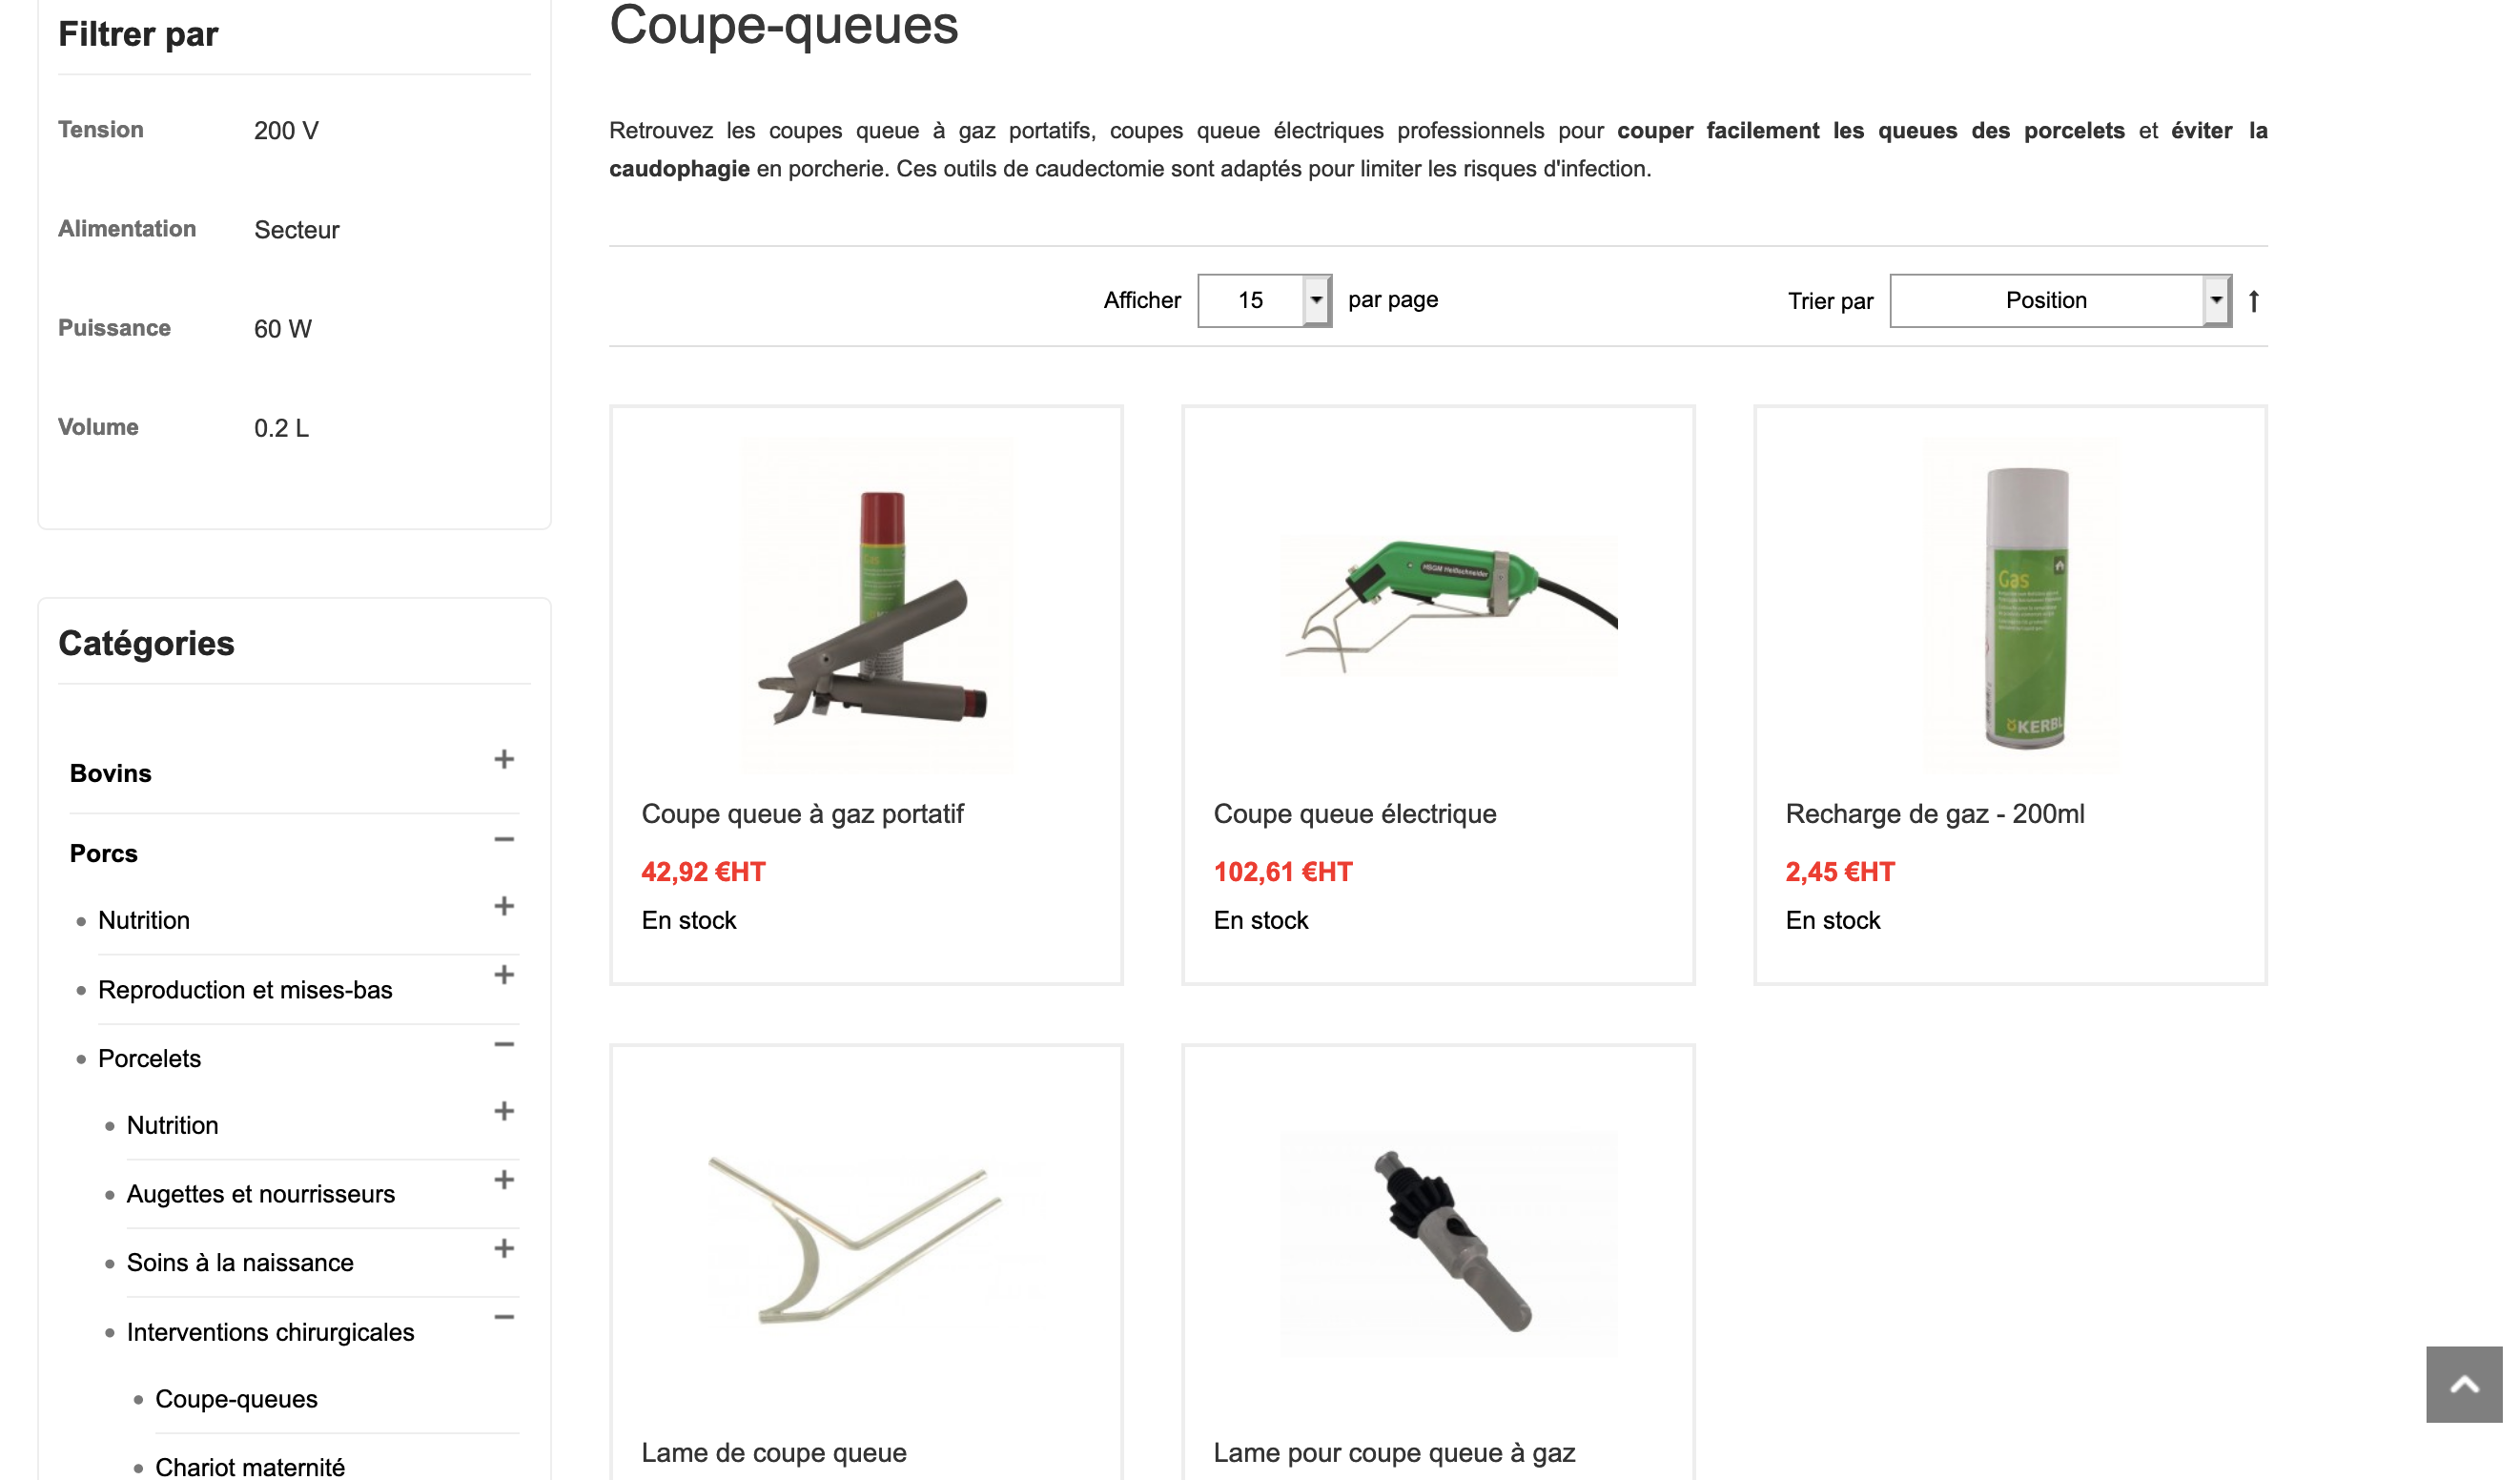 Filtrer par
Tension 200 V
Alimentation Secteur
Puissance 60 W
Volume 0.2 L
Catégories
Bovins
Porcs
Nutrition
Reproduction et mises-bas
Porcelets
Nutrition
Augettes et nourrisseurs
Soins à la naissance
Interventions chirurgicales
Coupe-queues
Chariot maternité
Coupe-queues
Retrouvez les coupes queue à gaz portatifs, coupes queue électriques professionnels pour couper facilement les queues des porcelets et éviter la
caudophagie en porcherie. Ces outils de caudectomie sont adaptés pour limiter les risques d'infection.
Afficher 15 par page
Trier par Position ↑
Gas
Coupe queue à gaz portatif
42,92 €HT
En stock
HSGM Heißschneider
Coupe queue électrique
102,61 €HT
En stock
Gas
KERBL
Recharge de gaz - 200ml
2,45 €HT
En stock
Lame de coupe queue
Lame pour coupe queue à gaz